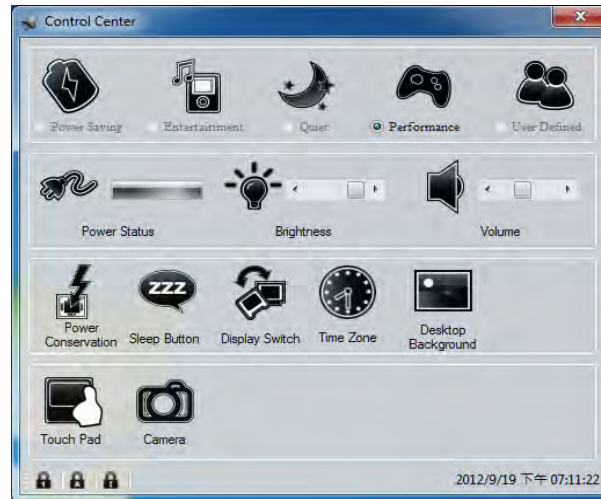 Control Center
Power Saving Entertainment Quiet Performance User Defined
Power Status Brightness Volume
ZZZ
Power Conservation Sleep Button Display Switch Time Zone Desktop Background
Touch Pad Camera
2012/9/19 下午 07:11:22